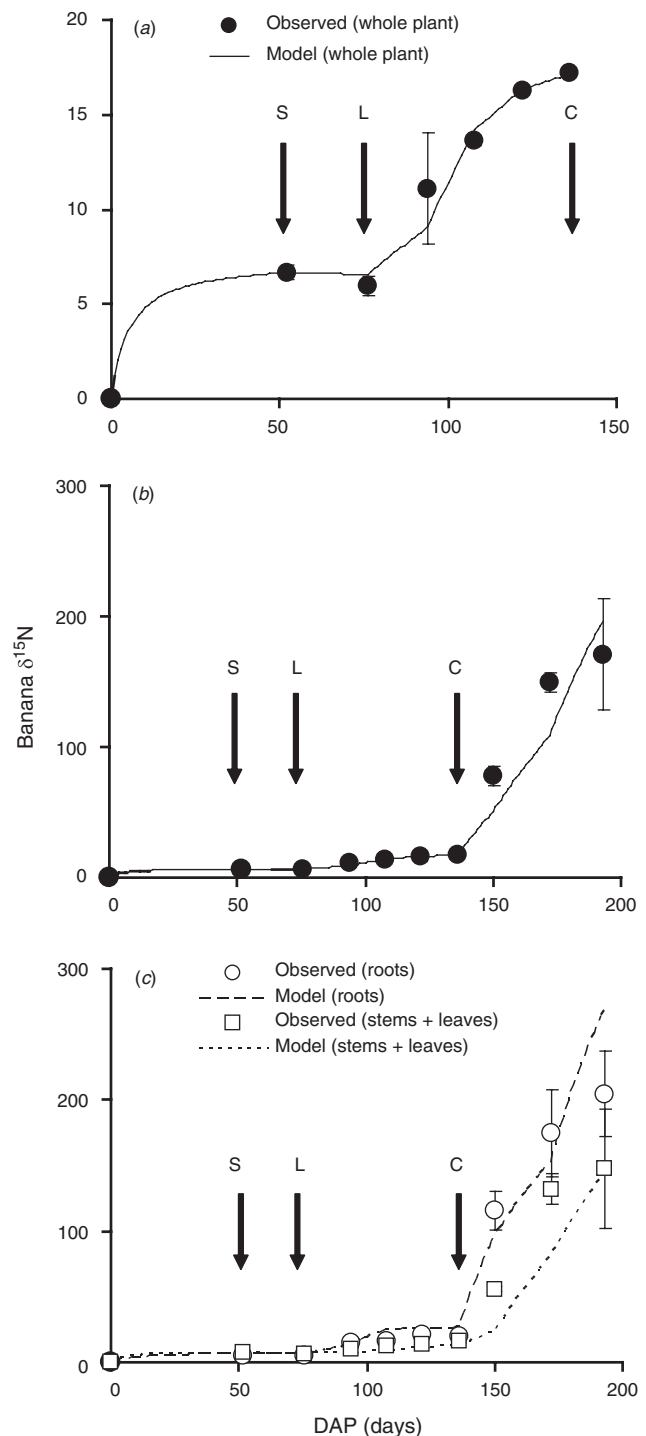 20
(a)
Observed (whole plant)
Model (whole plant)
15
S
L
C
10
5
0
0
50
100
150
300
(b)
200
S
L
C
100
0
0
50
100
150
200
Banana δ¹⁵N
300
(c)
Observed (roots)
Model (roots)
Observed (stems + leaves)
Model (stems + leaves)
200
S
L
C
100
0
0
50
100
150
200
DAP (days)